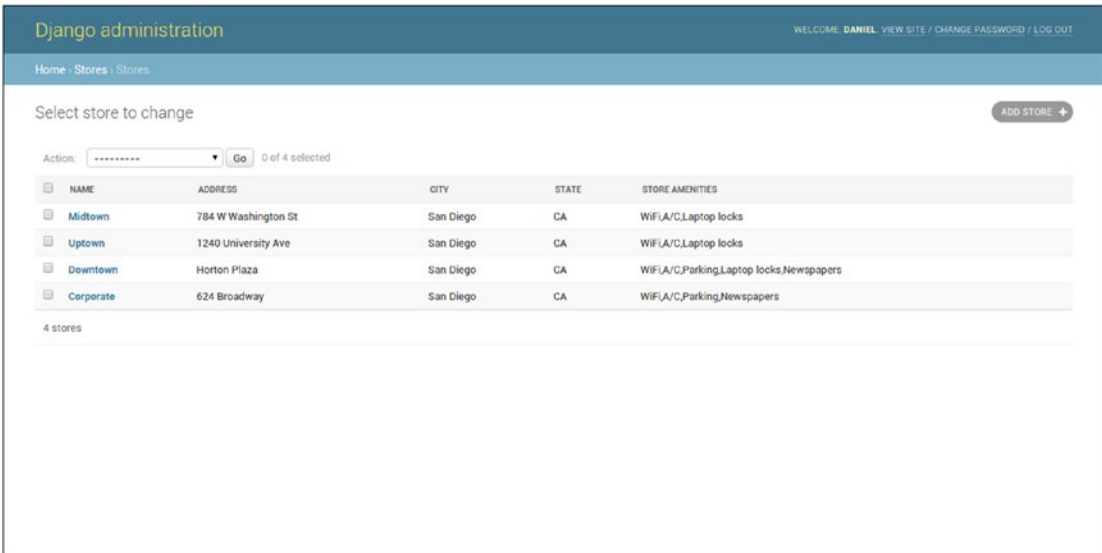 Django administration
WELCOME, DANIEL. VIEW SITE / CHANGE PASSWORD / LOG OUT
Home › Stores › Stores
Select store to change
ADD STORE +
Action: --------- Go 0 of 4 selected
NAME ADDRESS CITY STATE STORE AMENITIES
Midtown 784 W Washington St San Diego CA WiFi,A/C,Laptop locks
Uptown 1240 University Ave San Diego CA WiFi,A/C,Laptop locks
Downtown Horton Plaza San Diego CA WiFi,A/C,Parking,Laptop locks,Newspapers
Corporate 624 Broadway San Diego CA WiFi,A/C,Parking,Newspapers
4 stores